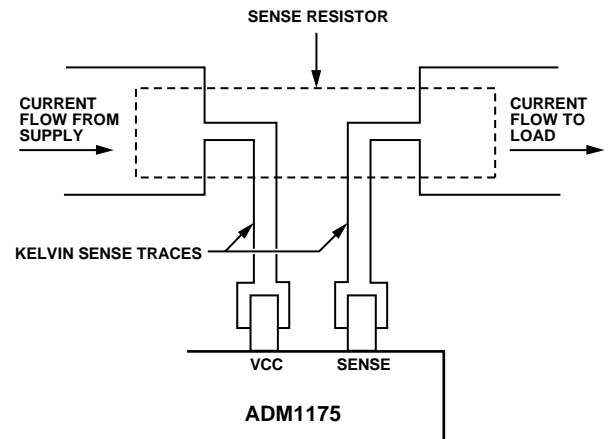 SENSE RESISTOR
CURRENT
FLOW FROM
SUPPLY
CURRENT
FLOW TO
LOAD
KELVIN SENSE TRACES
VCC
SENSE
ADM1175